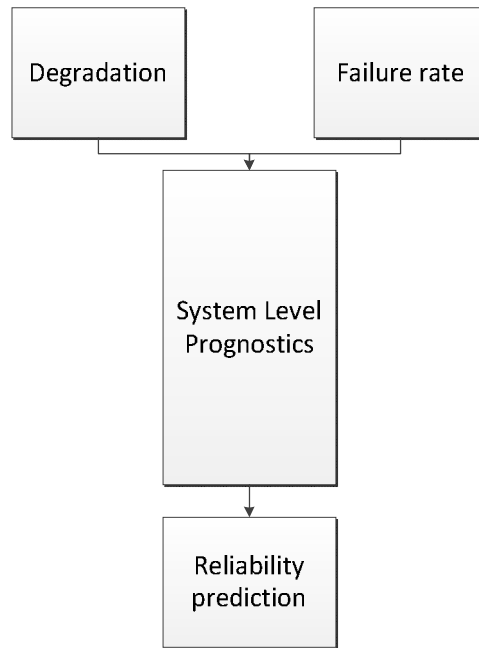 Degradation
Failure rate
System Level
Prognostics
Reliability
prediction